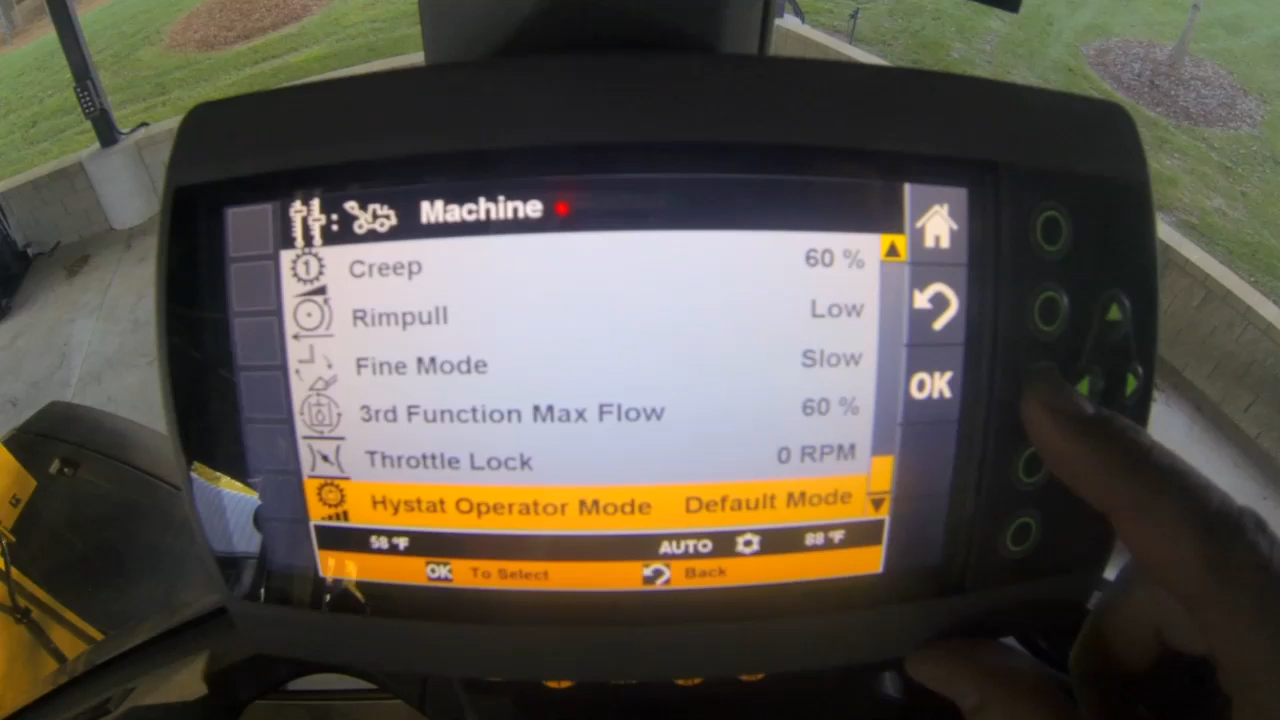 Machine
Creep 60 %
Rimpull Low
Fine Mode Slow
3rd Function Max Flow 60 %
Throttle Lock 0 RPM
Hystat Operator Mode Default Mode
58 °F AUTO 88 °F
OK To Select Back
OK